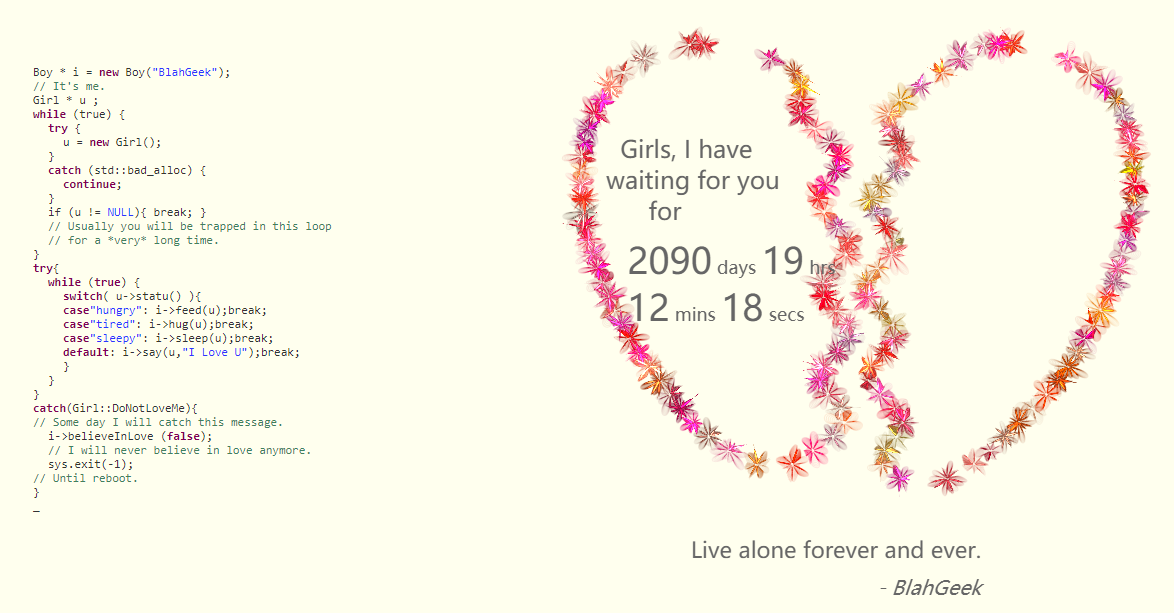 Boy * i = new Boy("BlahGeek");
// It's me.
Girl * u ;
while (true) {
try {
u = new Girl();
}
catch (std::bad_alloc) {
continue;
}
if (u != NULL){ break; }
// Usually you will be trapped in this loop
// for a *very* long time.
}
try{
while (true) {
switch( u->statu() ){
case"hungry": i->feed(u);break;
case"tired": i->hug(u);break;
case"sleepy": i->sleep(u);break;
default: i->say(u,"I Love U");break;
}
}
}
catch(Girl::DoNotLoveMe){
// Some day I will catch this message.
i->believeInLove (false);
// I will never believe in love anymore.
sys.exit(-1);
// Until reboot.
}
_
Girls, I have
waiting for you
for
2090 days 19 hrs
12 mins 18 secs
Live alone forever and ever.
- BlahGeek